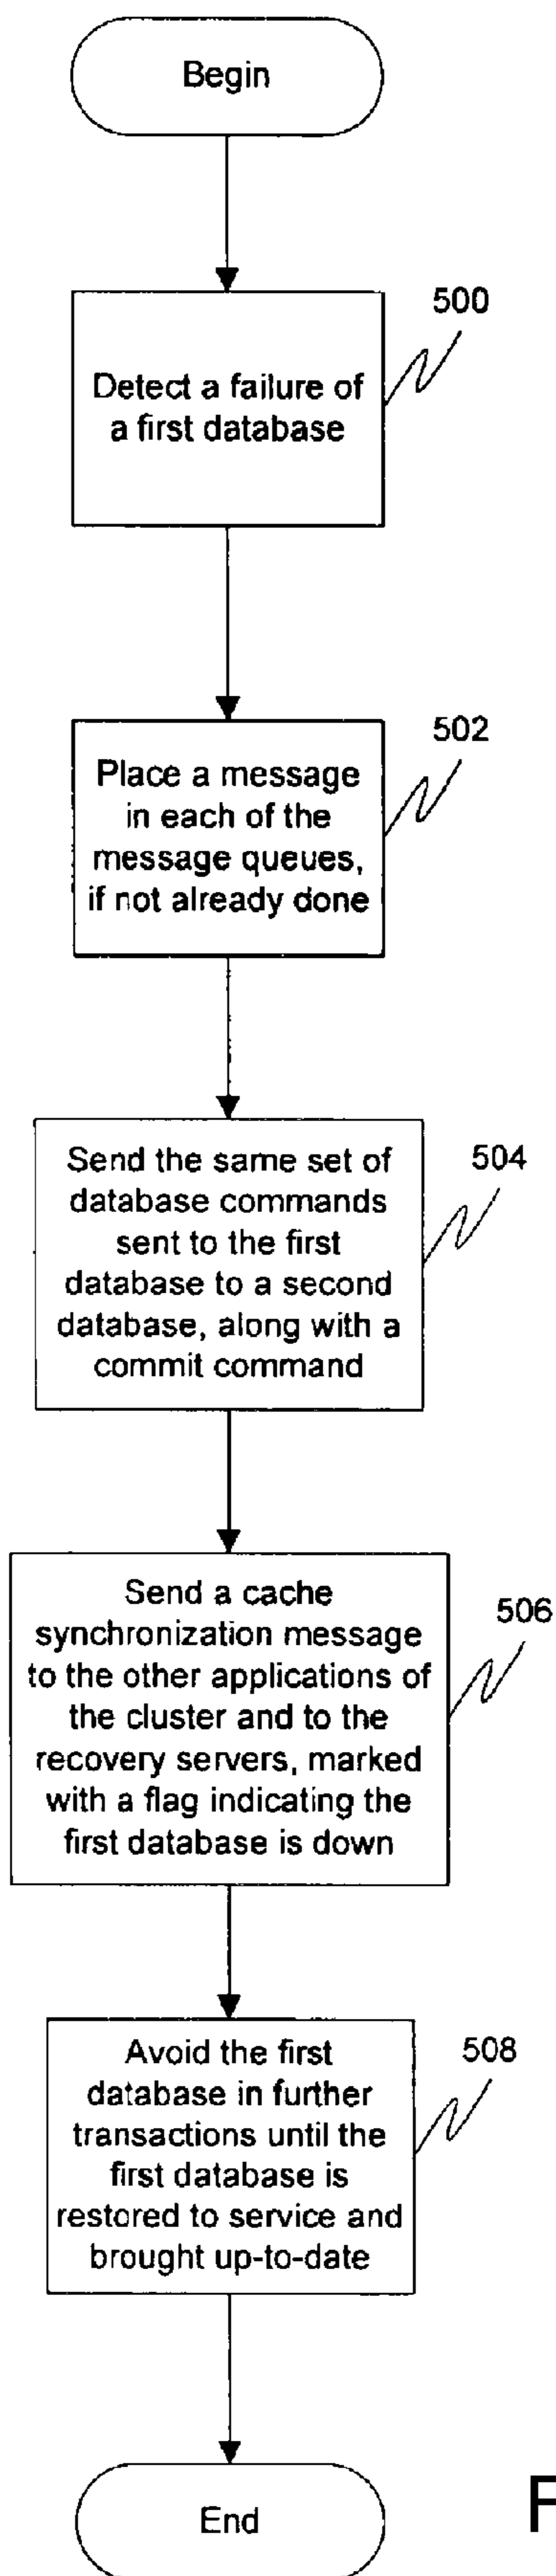 Begin
500
Detect a failure of
a first database
502
Place a message
in each of the
message queues,
if not already done
504
Send the same set of
database commands
sent to the first
database to a second
database, along with a
commit command
506
Send a cache
synchronization message
to the other applications of
the cluster and to the
recovery servers, marked
with a flag indicating the
first database is down
508
Avoid the first
database in further
transactions until the
first database is
restored to service and
brought up-to-date
End
F